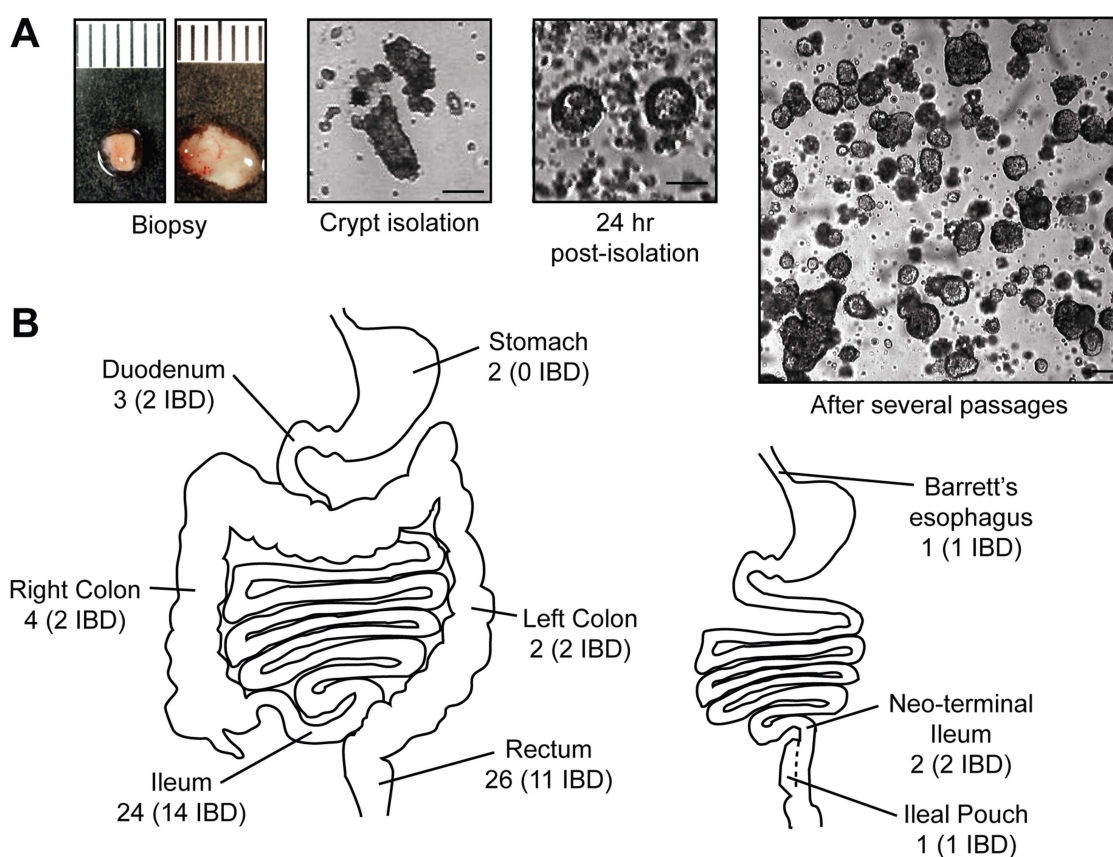 A
Biopsy
Crypt isolation
24 hr
post-isolation
After several passages
B
Duodenum
3 (2 IBD)
Stomach
2 (0 IBD)
Right Colon
4 (2 IBD)
Left Colon
2 (2 IBD)
Ileum
24 (14 IBD)
Rectum
26 (11 IBD)
Barrett’s
esophagus
1 (1 IBD)
Neo-terminal
Ileum
2 (2 IBD)
Ileal Pouch
1 (1 IBD)